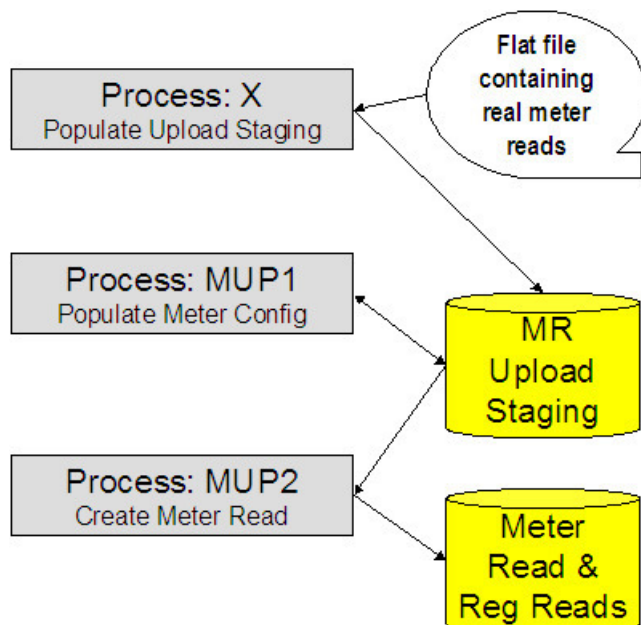 Flat file
containing
real meter
reads
Process: X
Populate Upload Staging
Process: MUP1
Populate Meter Config
MR
Upload
Staging
Process: MUP2
Create Meter Read
Meter
Read &
Reg Reads